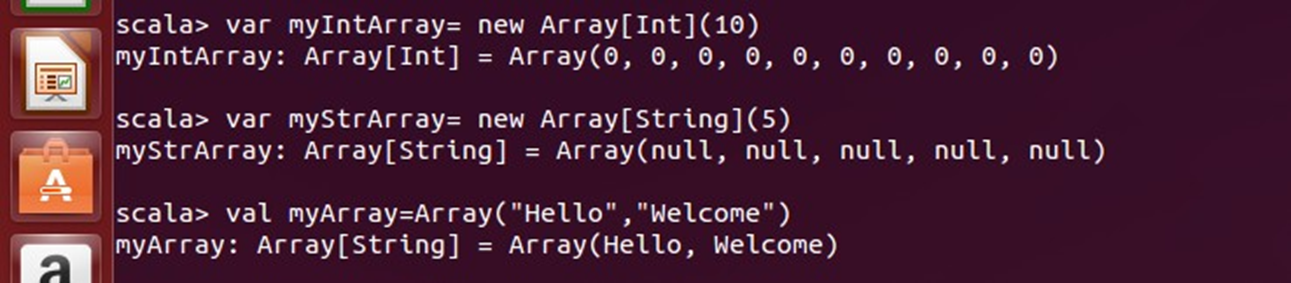 scala> var myIntArray= new Array[Int](10)
myIntArray: Array[Int] = Array(0, 0, 0, 0, 0, 0, 0, 0, 0, 0)
scala> var myStrArray= new Array[String](5)
myStrArray: Array[String] = Array(null, null, null, null, null)
scala> val myArray=Array("Hello","Welcome")
myArray: Array[String] = Array(Hello, Welcome)
A
a